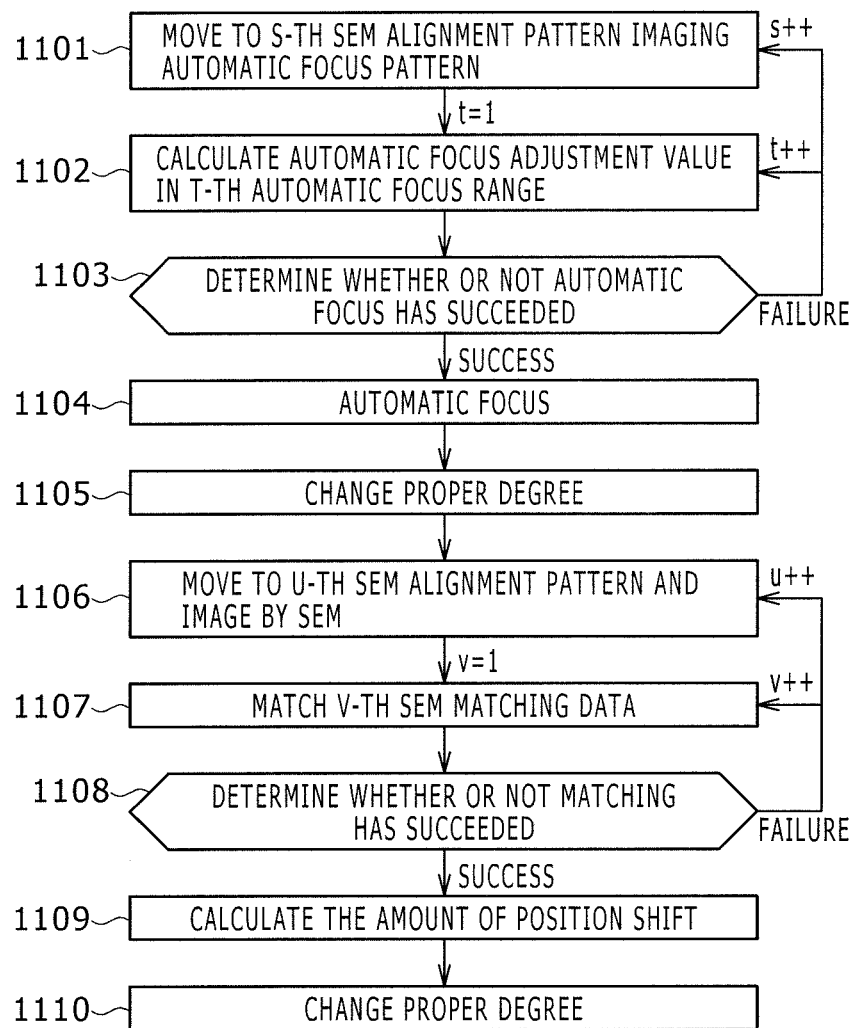 1101
MOVE TO S-TH SEM ALIGNMENT PATTERN IMAGING
AUTOMATIC FOCUS PATTERN
s++
t=1
1102
CALCULATE AUTOMATIC FOCUS ADJUSTMENT VALUE
IN T-TH AUTOMATIC FOCUS RANGE
t++
1103
DETERMINE WHETHER OR NOT AUTOMATIC
FOCUS HAS SUCCEEDED
FAILURE
SUCCESS
1104
AUTOMATIC FOCUS
1105
CHANGE PROPER DEGREE
1106
MOVE TO U-TH SEM ALIGNMENT PATTERN AND
IMAGE BY SEM
u++
v=1
1107
MATCH V-TH SEM MATCHING DATA
v++
1108
DETERMINE WHETHER OR NOT MATCHING
HAS SUCCEEDED
FAILURE
SUCCESS
1109
CALCULATE THE AMOUNT OF POSITION SHIFT
1110
CHANGE PROPER DEGREE